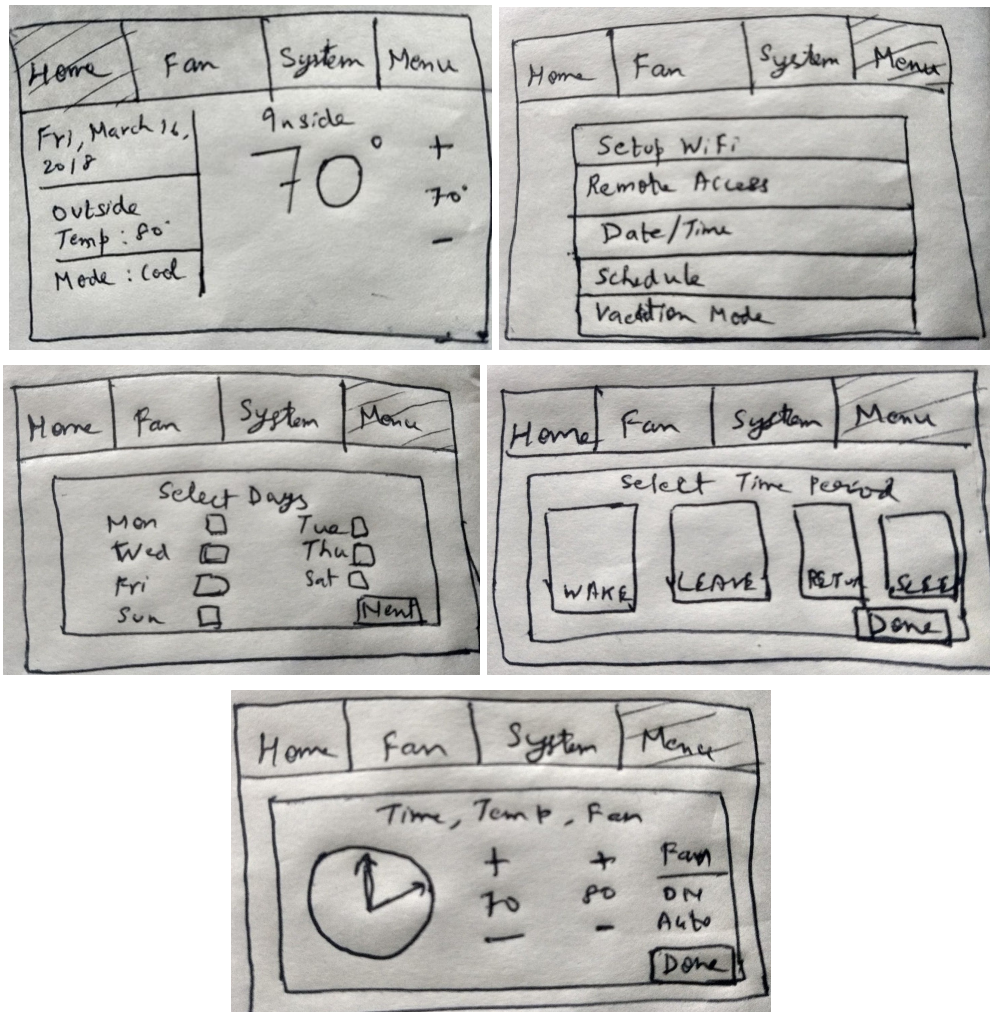 Home Fan System Menu
Fri, March 16,
2018
Outside
Temp : 80°
Mode : Cool
Inside
70°
+
70°
−
Home Fan System Menu
Setup WiFi
Remote Access
Date/Time
Schedule
Vacation Mode
Home Fan System Menu
Select Days
Mon Tue
Wed Thu
Fri Sat
Sun Next
Home Fan System Menu
Select Time Period
WAKE LEAVE RETUR SLEEP
Done
Home Fan System Menu
Time, Temp, Fan
+ + Fan
70 80 ON
− − Auto
Done